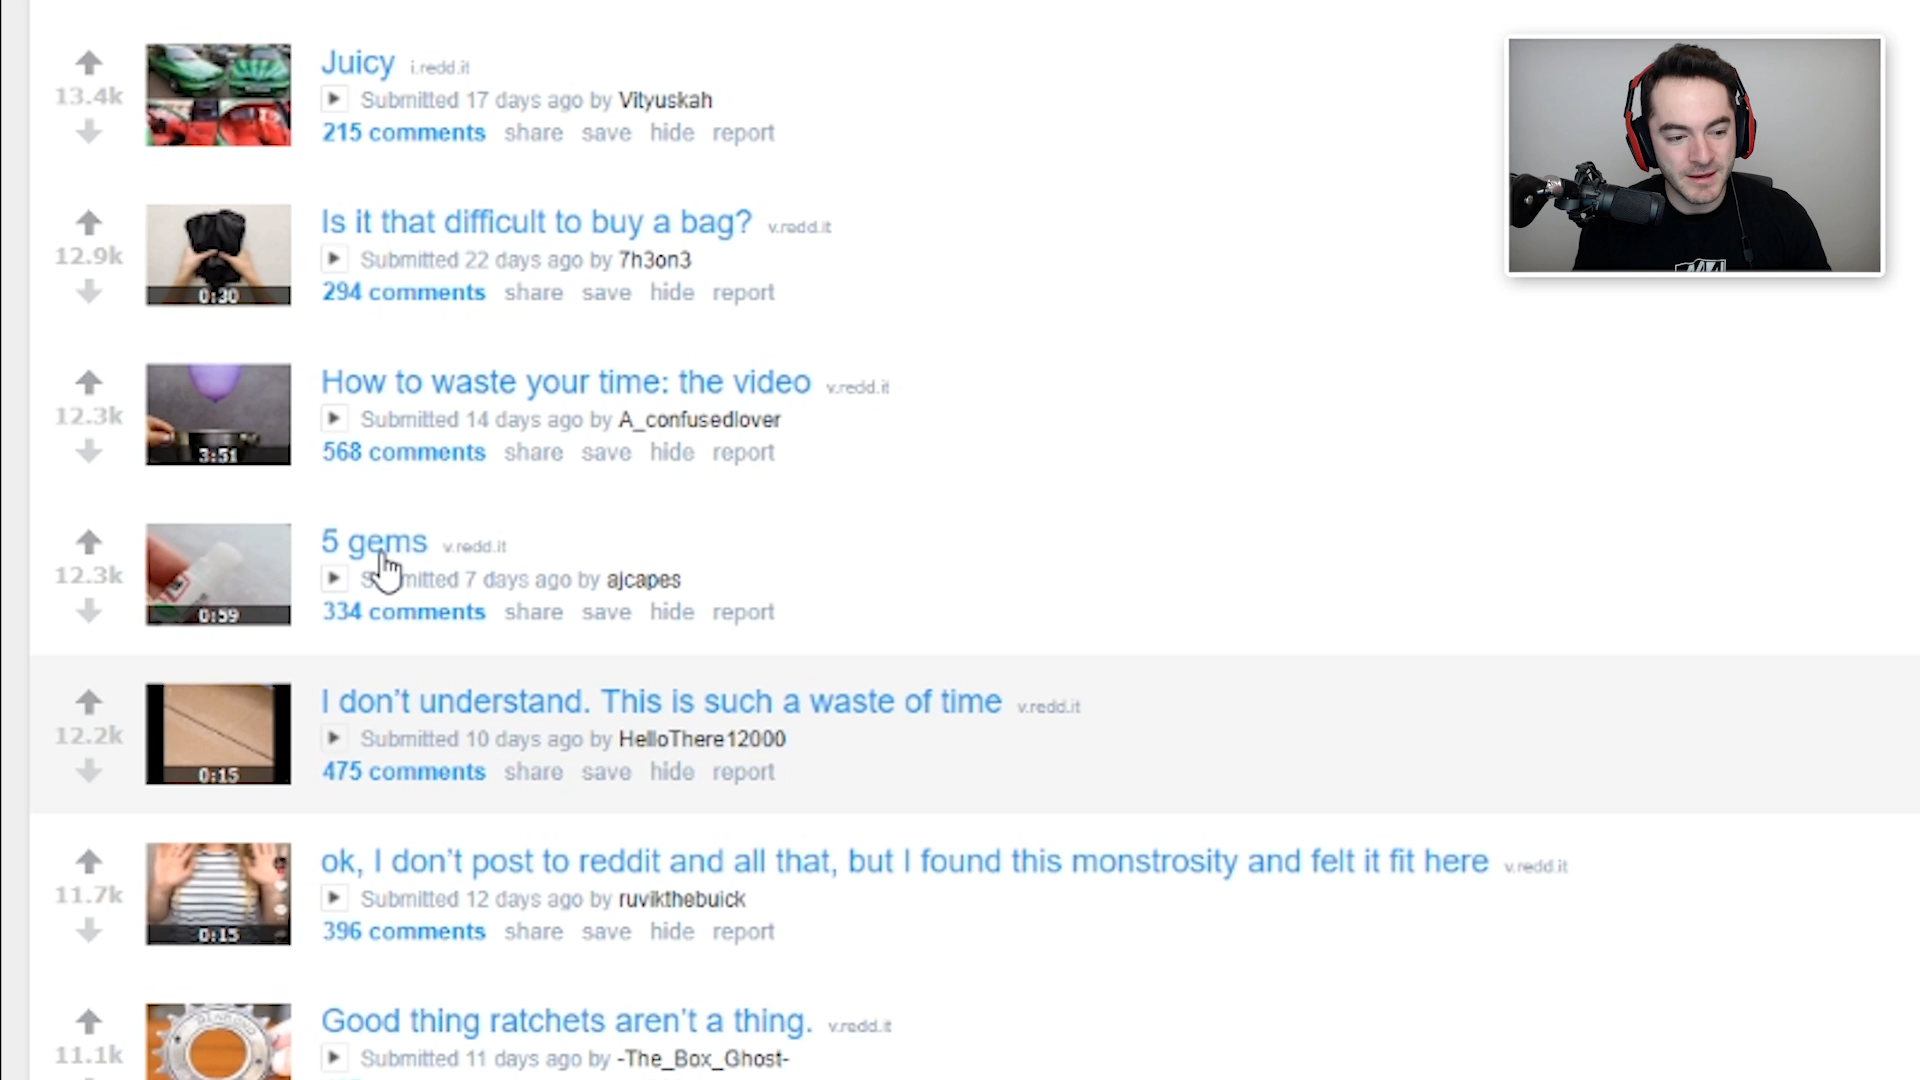 Juicy i.redd.it
13.4k
Submitted 17 days ago by Vityuskah
215 comments share save hide report
Is it that difficult to buy a bag? v.redd.it
12.9k
Submitted 22 days ago by 7h3on3
0:30
294 comments share save hide report
How to waste your time: the video v.redd.it
12.3k
Submitted 14 days ago by A_confusedlover
3:51
568 comments share save hide report
5 gems v.redd.it
12.3k
mitted 7 days ago by ajcapes
0:59
334 comments share save hide report
I don't understand. This is such a waste of time v.redd.it
12.2k
Submitted 10 days ago by HelloThere12000
0:15
475 comments share save hide report
ok, I don't post to reddit and all that, but I found this monstrosity and felt it fit here v.redd.it
11.7k
Submitted 12 days ago by ruvikthebuick
0:15
396 comments share save hide report
Good thing ratchets aren't a thing. v.redd.it
11.1k
Submitted 11 days ago by -The_Box_Ghost-